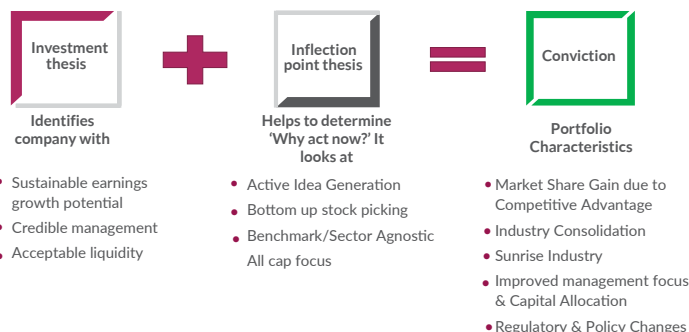 Investment
thesis
Identifies
company with
• Sustainable earnings
growth potential
• Credible management
• Acceptable liquidity
+
Inflection
point thesis
Helps to determine
‘Why act now?’ It
looks at
• Active Idea Generation
• Bottom up stock picking
• Benchmark/Sector Agnostic
All cap focus
=
Conviction
Portfolio
Characteristics
• Market Share Gain due to
Competitive Advantage
• Industry Consolidation
• Sunrise Industry
• Improved management focus
& Capital Allocation
• Regulatory & Policy Changes